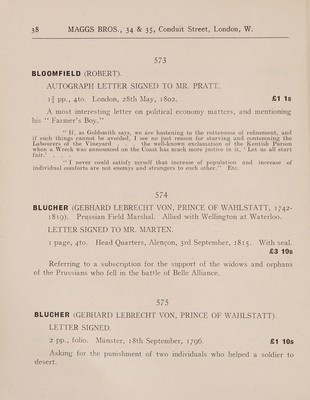 38 MAGGS BROS., 34 & 35, Conduit Street, London, W.
573
BLOOMFIELD (ROBERT).
AUTOGRAPH LETTER SIGNED TO MR. PRATT.
1¾ pp., 4to. London, 28th May, 1802. £1 1s
A most interesting letter on political economy matters, and mentioning
his “ Farmer's Boy.”
“ If, as Goldsmith says, we are hastening to the rottenness of refinement, and
if such things cannot be avoided, I see no just reason for starving and contemning the
Labourers of the Vineyard . . . the well-known exclamation of the Kentish Parson
when a Wreck was announced on the Coast has much more justice in it, ‘ Let us all start
fair.’ . . .
“ I never could satisfy myself that increase of population and increase of
individual comforts are not enemys and strangers to each other.” Etc.
574
BLUCHER (GEBHARD LEBRECHT VON, PRINCE OF WAHLSTATT, 1742-
1819). Prussian Field Marshal. Allied with Wellington at Waterloo.
LETTER SIGNED TO MR. MARTEN.
1 page, 4to. Head Quarters, Alençon, 3rd September, 1815. With seal.
£3 10s
Referring to a subscription for the support of the widows and orphans
of the Prussians who fell in the battle of Belle Alliance.
575
BLUCHER (GEBHARD LEBRECHT VON, PRINCE OF WAHLSTATT).
LETTER SIGNED.
2 pp., folio. Münster, 18th September, 1796. £1 10s
Asking for the punishment of two individuals who helped a soldier to
desert.